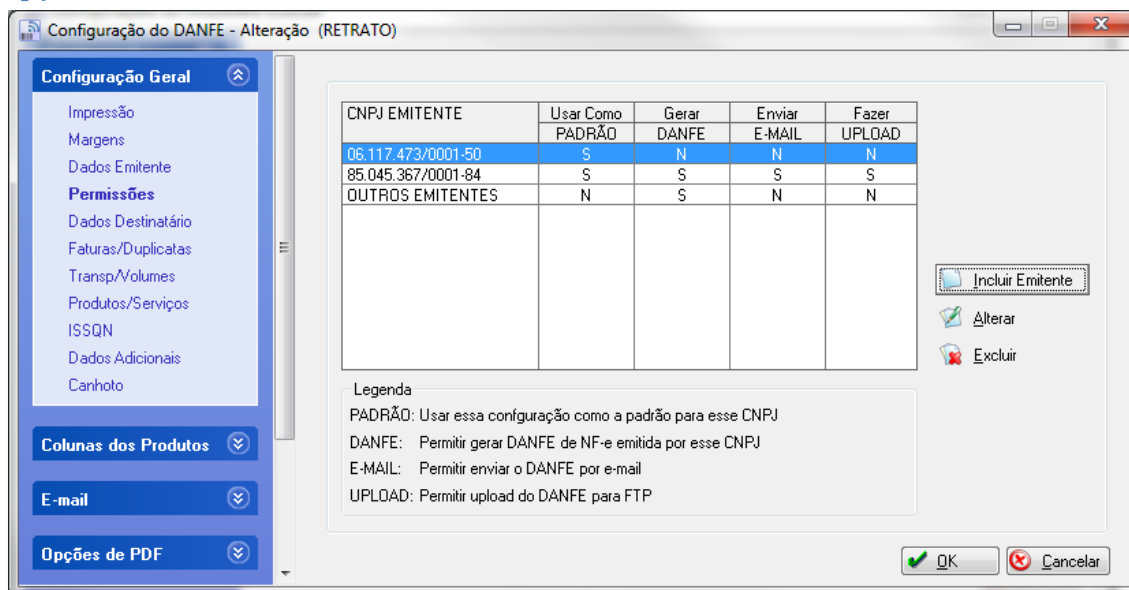 Configuração do DANFE - Alteração (RETRATO)
Configuração Geral
Impressão
Margens
Dados Emitente
Permissões
Dados Destinatário
Faturas/Duplicatas
Transp/Volumes
Produtos/Serviços
ISSQN
Dados Adicionais
Canhoto
Colunas dos Produtos
E-mail
Opções de PDF
CNPJ EMITENTE Usar Como Gerar Enviar Fazer
PADRÃO DANFE E-MAIL UPLOAD
06.117.473/0001-50 S N N N
85.045.367/0001-84 S S S S
OUTROS EMITENTES N S N N
Incluir Emitente
Alterar
Excluir
Legenda
PADRÃO: Usar essa confguração como a padrão para esse CNPJ
DANFE: Permitir gerar DANFE de NF-e emitida por esse CNPJ
E-MAIL: Permitir enviar o DANFE por e-mail
UPLOAD: Permitir upload do DANFE para FTP
OK Cancelar